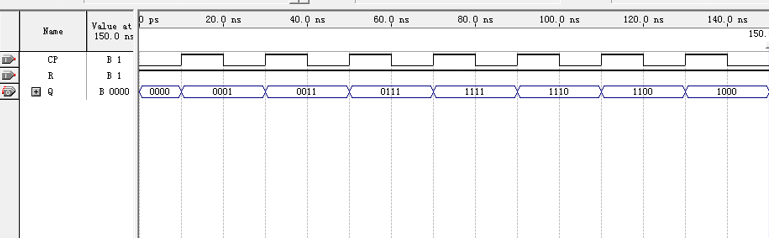 Name
Value at
150.0 ns
0 ps 20.0 ns 40.0 ns 60.0 ns 80.0 ns 100.0 ns 120.0 ns 140.0 ns
150.
CP B 1
R B 1
Q B 0000 0000 0001 0011 0111 1111 1110 1100 1000